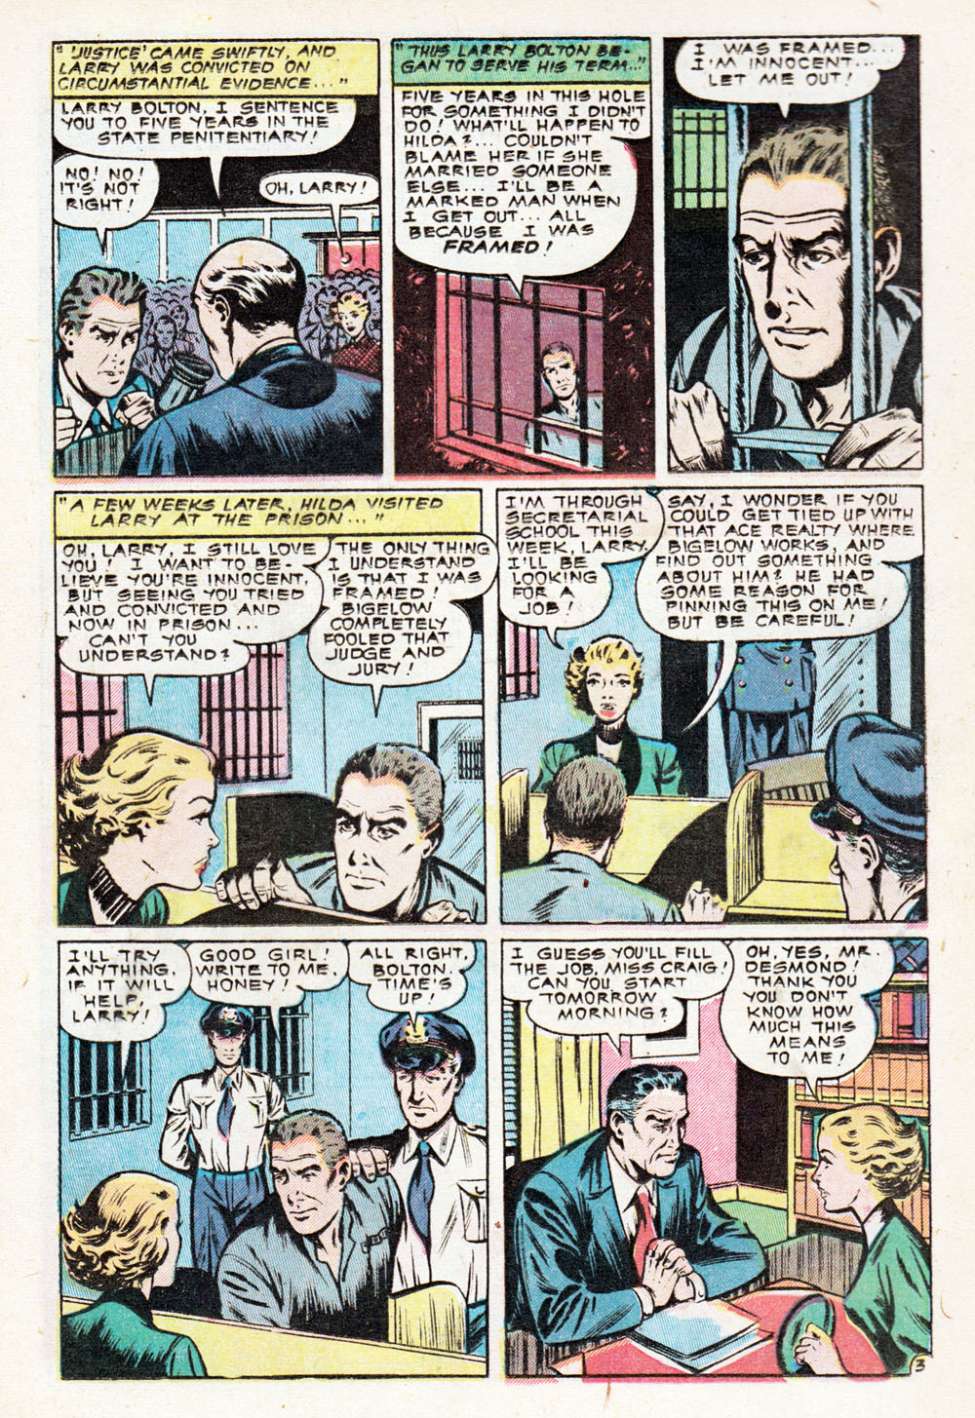 "'JUSTICE' CAME SWIFTLY, AND
LARRY WAS CONVICTED ON
CIRCUMSTANTIAL EVIDENCE..."
LARRY BOLTON, I SENTENCE
YOU TO FIVE YEARS IN THE
STATE PENITENTIARY!
NO! NO!
IT'S NOT
RIGHT!
OH, LARRY!
"THUS LARRY BOLTON BE-
GAN TO SERVE HIS TERM..."
FIVE YEARS IN THIS HOLE
FOR SOMETHING I DIDN'T
DO! WHAT'LL HAPPEN TO
HILDA?... COULDN'T
BLAME HER IF SHE
MARRIED SOMEONE
ELSE... I'LL BE A
MARKED MAN WHEN
I GET OUT... ALL
BECAUSE I WAS
FRAMED!
I WAS FRAMED...
I'M INNOCENT...
LET ME OUT!
"A FEW WEEKS LATER, HILDA VISITED
LARRY AT THE PRISON..."
OH, LARRY, I STILL LOVE
YOU! I WANT TO BE-
LIEVE YOU'RE INNOCENT,
BUT SEEING YOU TRIED
AND CONVICTED AND
NOW IN PRISON...
CAN'T YOU
UNDERSTAND?
THE ONLY THING
I UNDERSTAND
IS THAT I WAS
FRAMED!
BIGELOW
COMPLETELY
FOOLED THAT
JUDGE AND
JURY!
I'M THROUGH
SECRETARIAL
SCHOOL THIS
WEEK, LARRY.
I'LL BE
LOOKING
FOR A
JOB!
SAY, I WONDER IF YOU
COULD GET TIED UP WITH
THAT ACE REALTY WHERE
BIGELOW WORKS, AND
FIND OUT SOMETHING
ABOUT HIM? HE HAD
SOME REASON FOR
PINNING THIS ON ME!
BUT BE CAREFUL!
I'LL TRY
ANYTHING,
IF IT WILL
HELP,
LARRY!
GOOD GIRL!
WRITE TO ME,
HONEY!
ALL RIGHT,
BOLTON.
TIME'S
UP!
I GUESS YOU'LL FILL
THE JOB, MISS CRAIG!
CAN YOU START
TOMORROW
MORNING?
OH, YES, MR.
DESMOND!
THANK YOU
YOU DON'T
KNOW HOW
MUCH THIS
MEANS
TO ME!
3